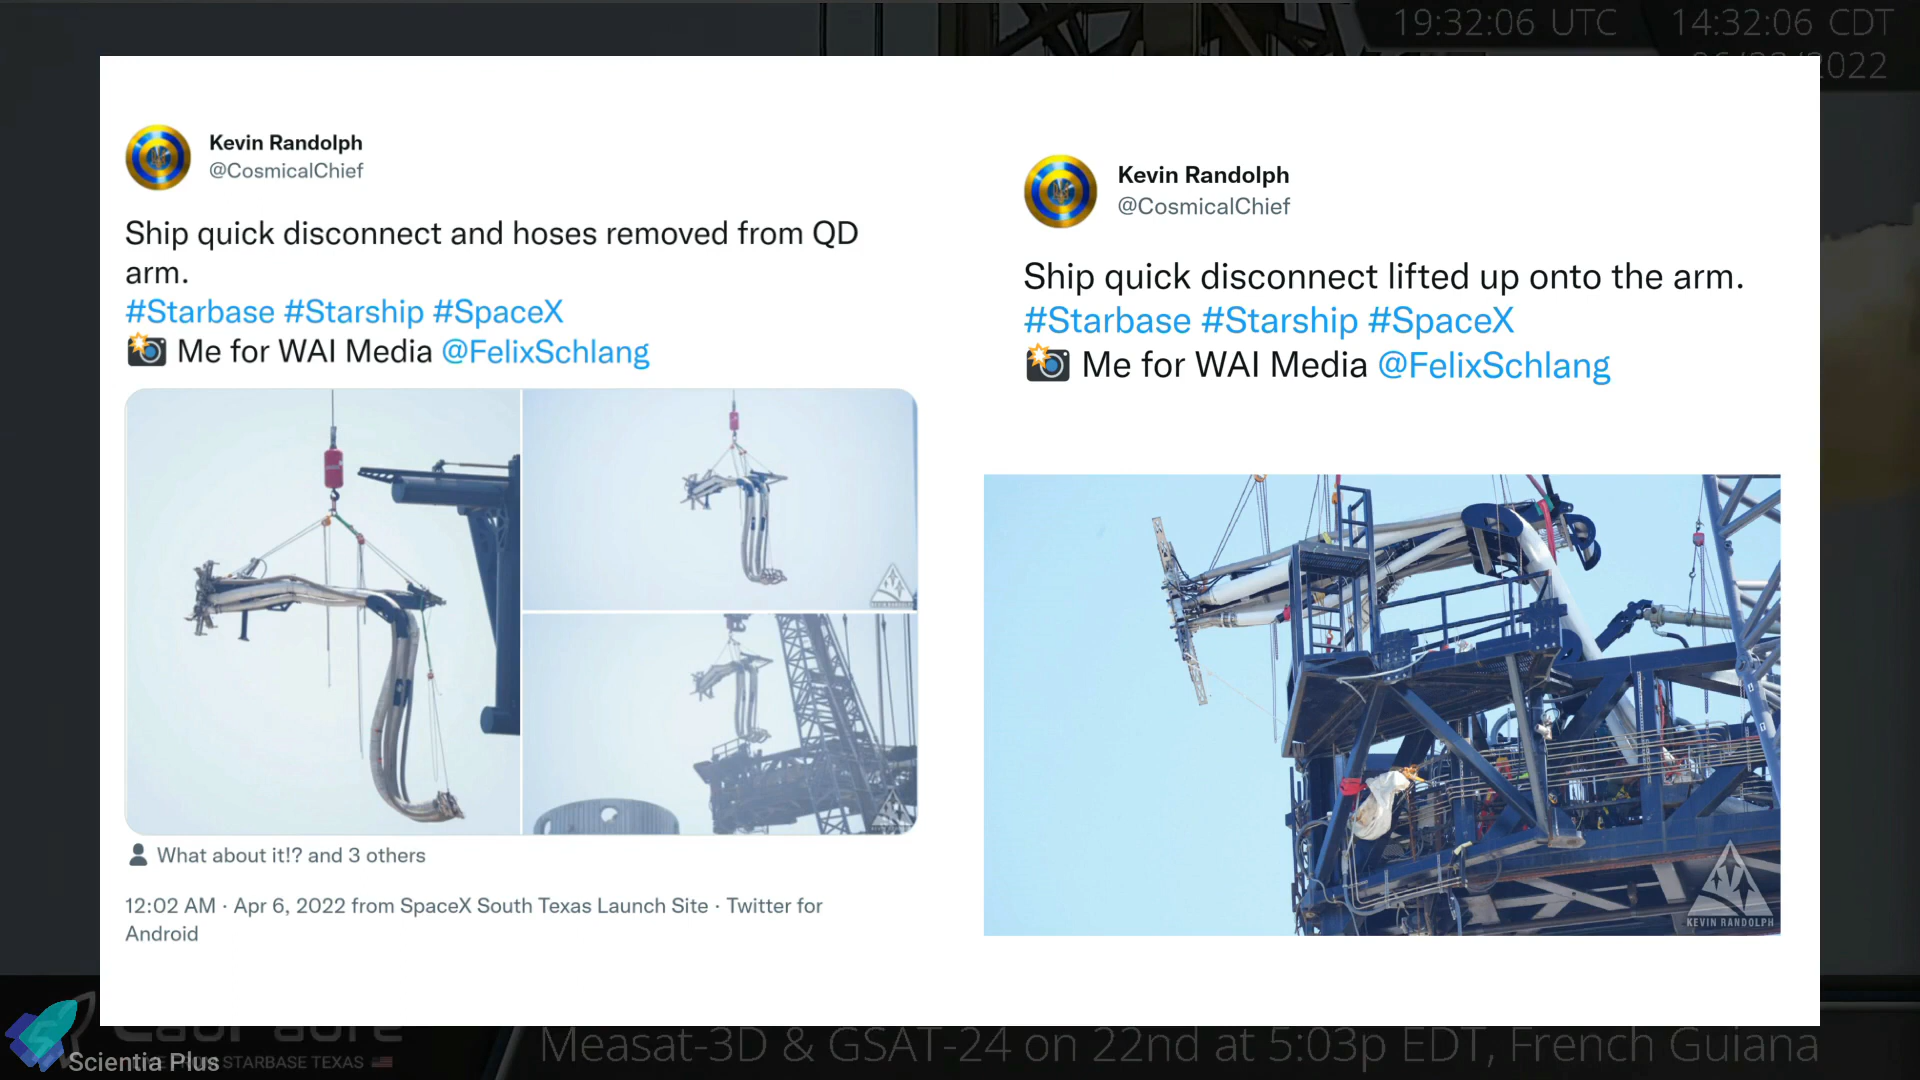 19:32:06 UTC 14:32:06 CDT
2022
Kevin Randolph
@CosmicalChief
Ship quick disconnect and hoses removed from QD
arm.
#Starbase #Starship #SpaceX
Me for WAI Media @FelixSchlang
What about it!? and 3 others
12:02 AM · Apr 6, 2022 from SpaceX South Texas Launch Site · Twitter for
Android
Kevin Randolph
@CosmicalChief
Ship quick disconnect lifted up onto the arm.
#Starbase #Starship #SpaceX
Me for WAI Media @FelixSchlang
KEVIN RANDOLPH
Scientia Plus
STARBASE TEXAS
Measat-3D & GSAT-24 on 22nd at 5:03p EDT, French Guiana